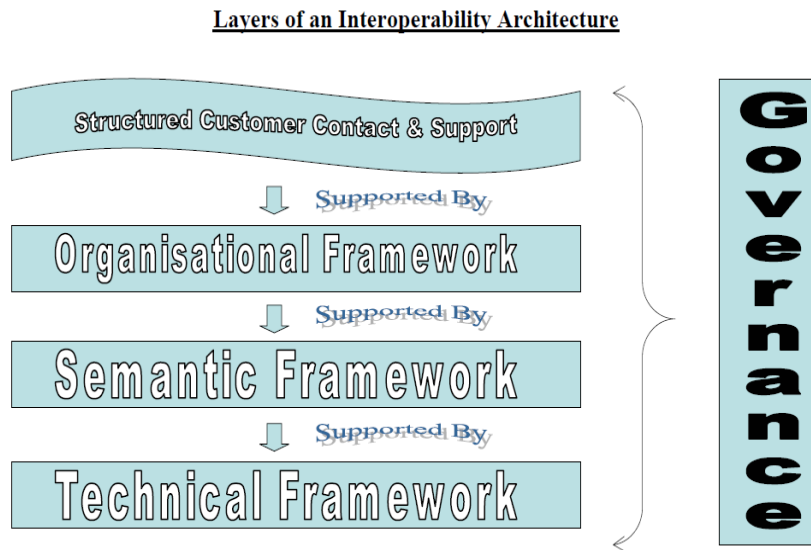 Layers of an Interoperability Architecture
Structured Customer Contact & Support
Supported By
Organisational Framework
Supported By
Semantic Framework
Supported By
Technical Framework
Governance